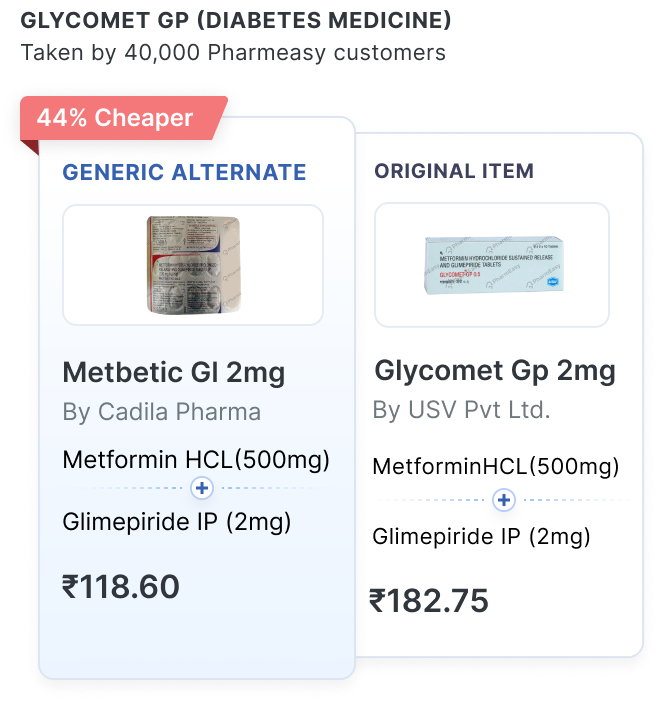 GLYCOMET GP (DIABETES MEDICINE)
Taken by 40,000 Pharmeasy customers
44% Cheaper
GENERIC ALTERNATE
Metbetic Gl 2mg
By Cadila Pharma
Metformin HCL(500mg)
Glimepiride IP (2mg)
₹118.60
ORIGINAL ITEM
METFORMIN HYDROCHLORIDE SUSTAINED RELEASE
AND GLIMEPIRIDE TABLETS
GLYCOMET-GP 0.5
Glycomet Gp 2mg
By USV Pvt Ltd.
MetforminHCL(500mg)
Glimepiride IP (2mg)
₹182.75